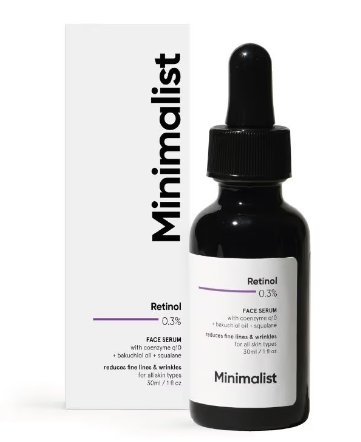 Minimalist
Retinol
0.3%
FACE SERUM
with coenzyme q10
+ bakuchiol oil + squalane
reduces fine lines & wrinkles
for all skin types
30ml / 1 fl oz
Retinol
0.3%
FACE SERUM
with coenzyme q10
+ bakuchiol oil + squalane
reduces fine lines & wrinkles
for all skin types
30ml / 1 fl oz
Minimalist